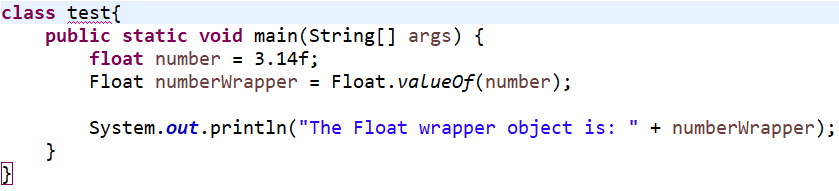 class test{
    public static void main(String[] args) {
        float number = 3.14f;
        Float numberWrapper = Float.valueOf(number);

        System.out.println("The Float wrapper object is: " + numberWrapper);
    }
}